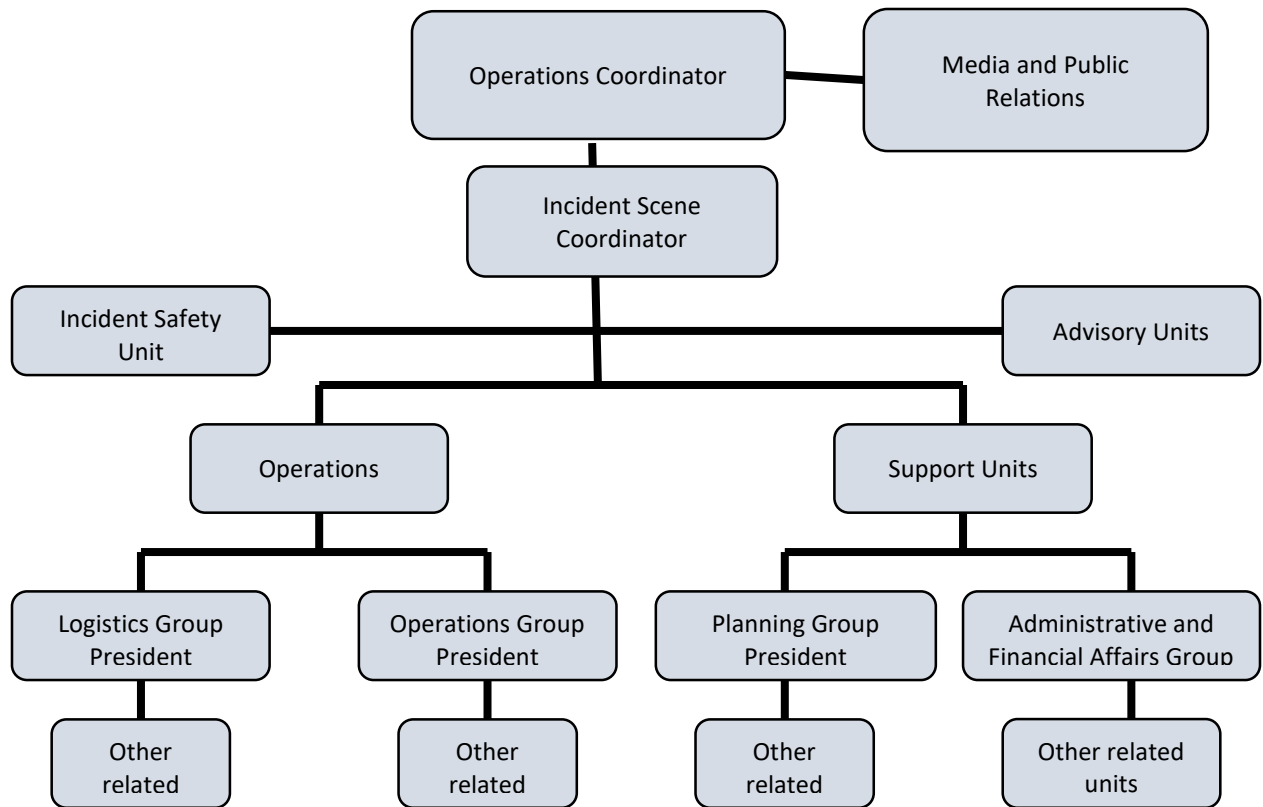 Operations Coordinator
Media and Public
Relations
Incident Scene
Coordinator
Incident Safety
Unit
Advisory Units
Operations
Support Units
Logistics Group
President
Operations Group
President
Planning Group
President
Administrative and
Financial Affairs Group
Other
related
Other
related
Other
related
Other related
units